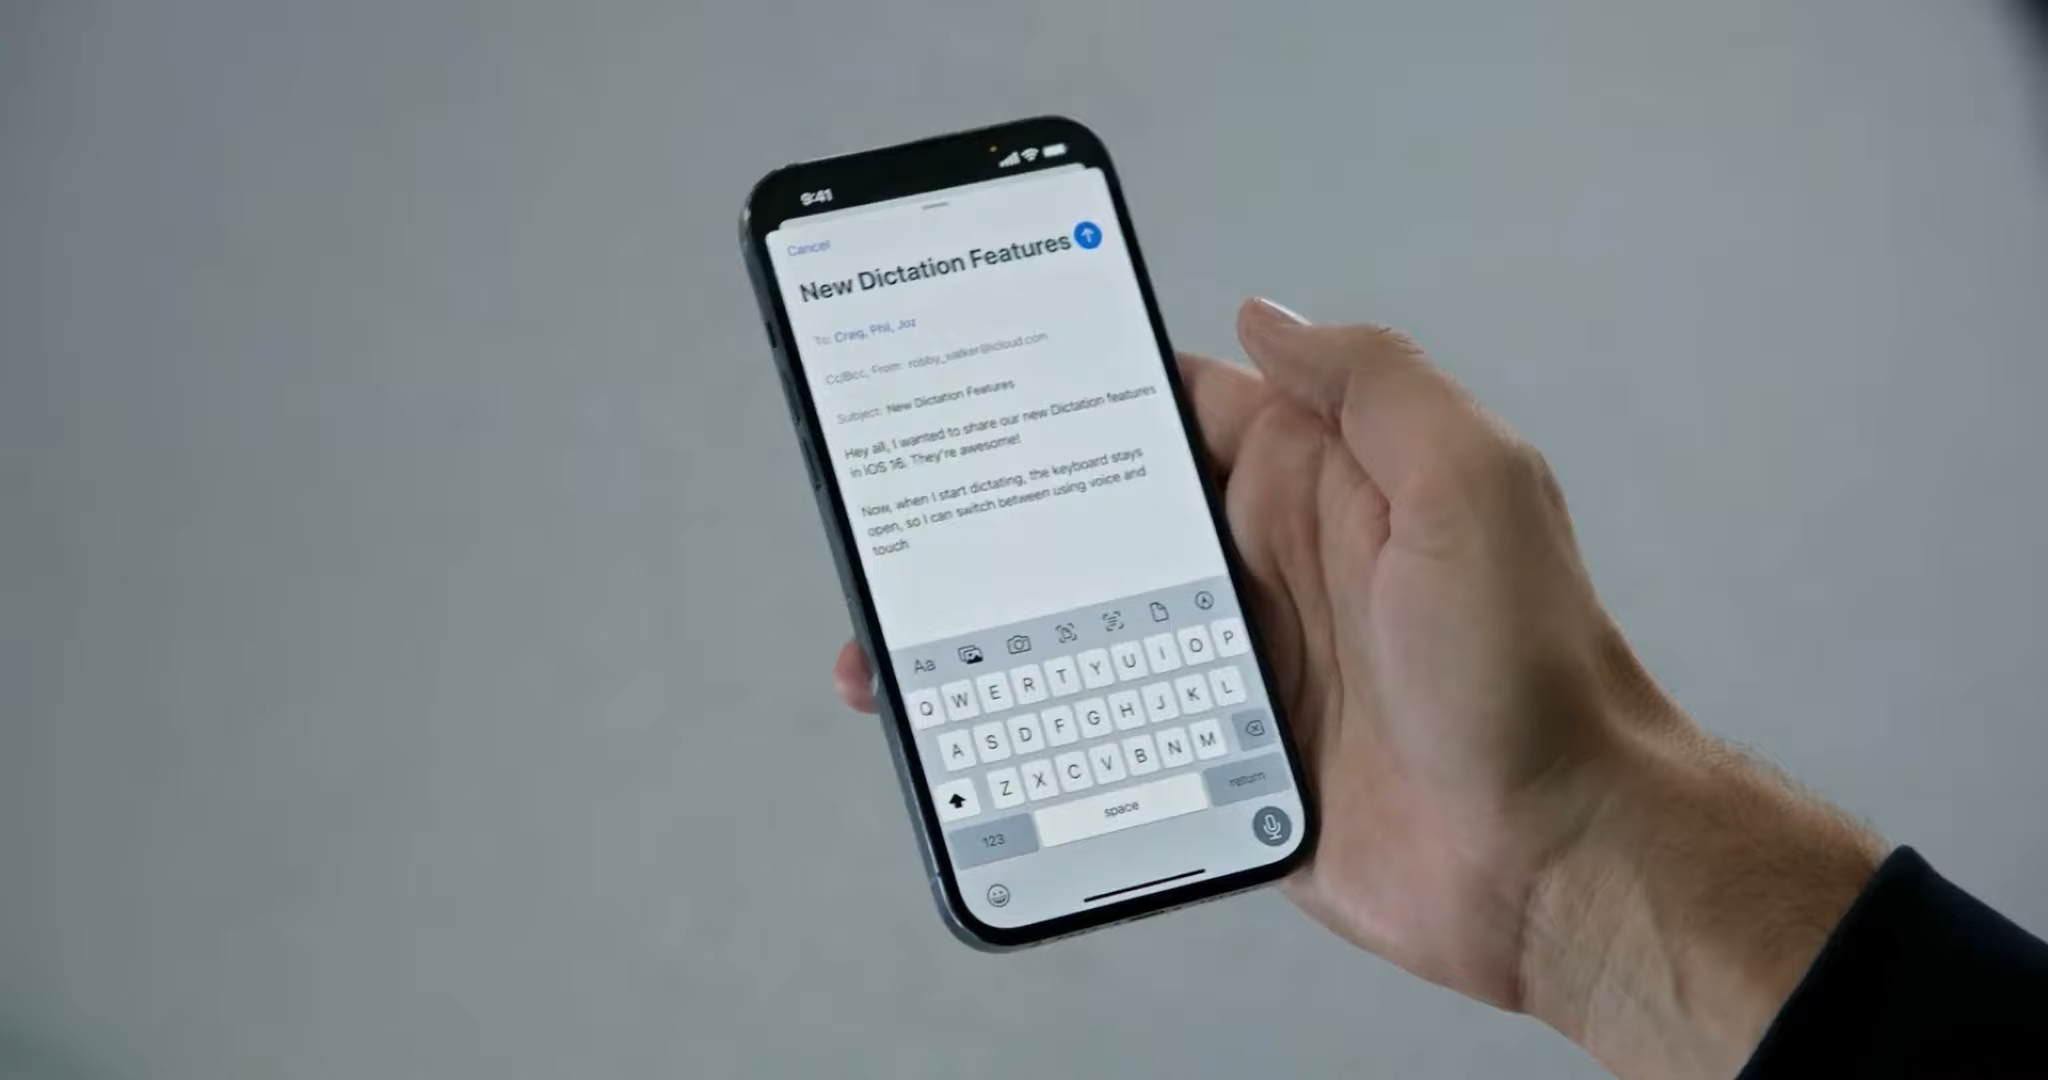 9:41
Cancel
New Dictation Features
To: Craig, Phil, Joz
Cc/Bcc, From: robby_walker@icloud.com
Subject: New Dictation Features
Hey all, I wanted to share our new Dictation features
in iOS 16. They're awesome!
Now, when I start dictating, the keyboard stays
open, so I can switch between using voice and
touch
Aa
Q W E R T Y U I O P
A S D F G H J K L
Z X C V B N M
123 space return